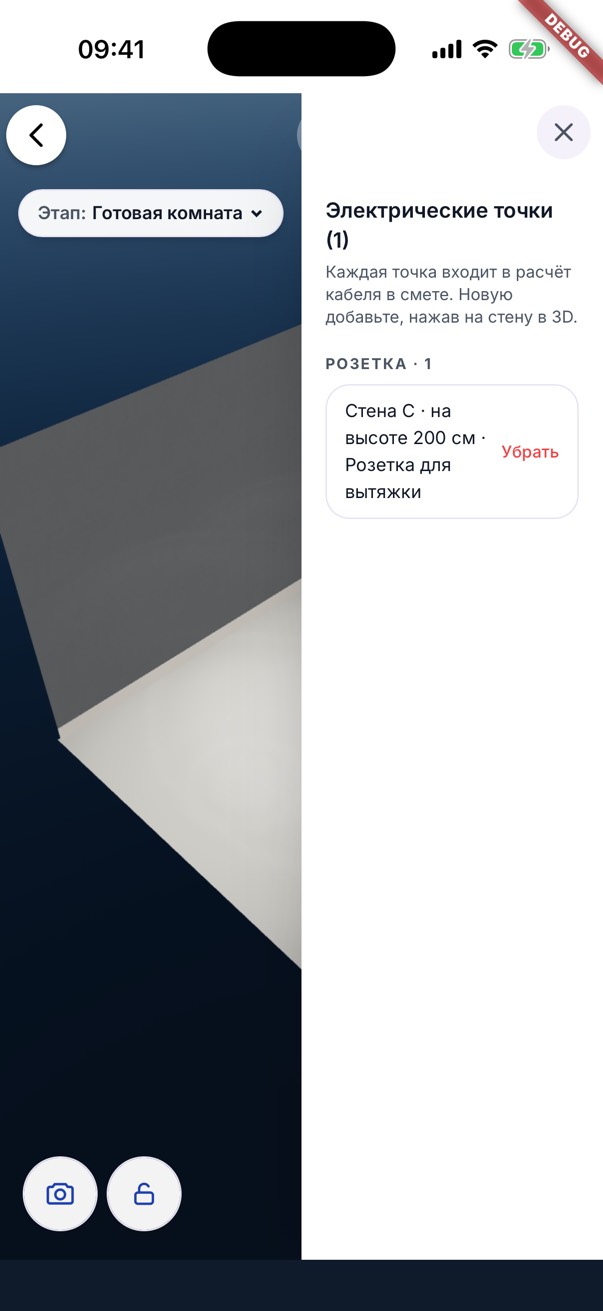 09:41
DEBUG
Этап: Готовая комната
Электрические точки
(1)
Каждая точка входит в расчёт
кабеля в смете. Новую
добавьте, нажав на стену в 3D.
РОЗЕТКА · 1
Стена C · на
высоте 200 см ·
Розетка для
вытяжки
Убрать